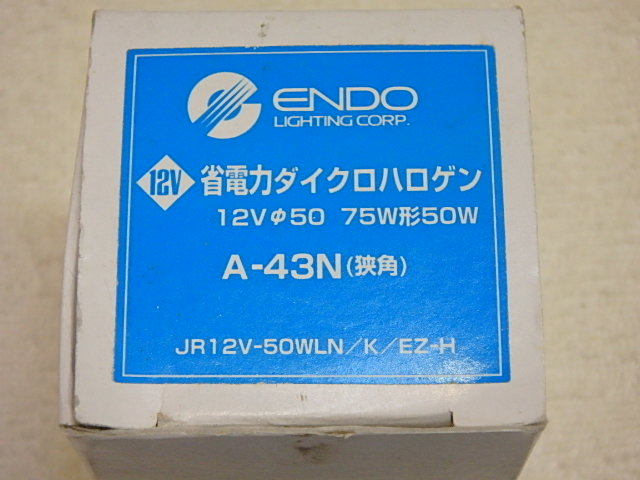 ENDO
LIGHTING CORP.
12V 省電力ダイクロハロゲン
12Vφ50 75W形50W
A-43N(狭角)
JR12V-50WLN/K/EZ-H